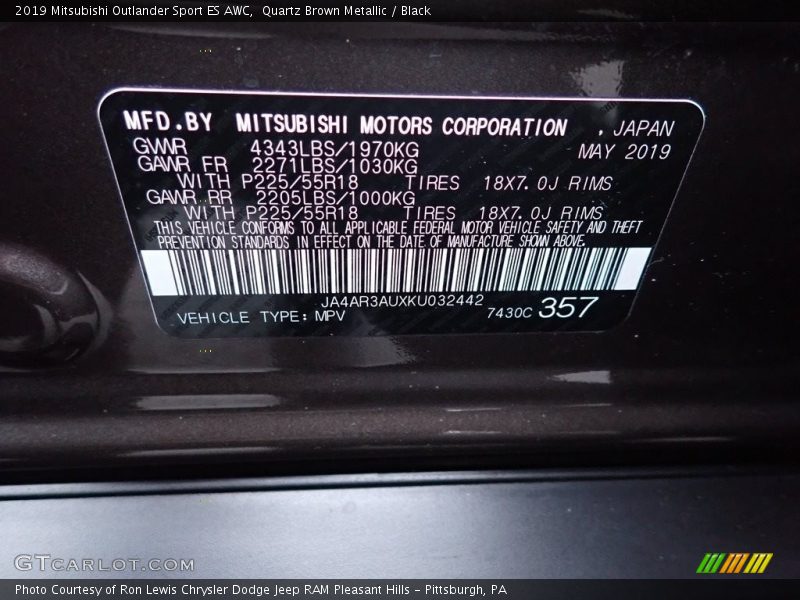 2019 Mitsubishi Outlander Sport ES AWC,  Quartz Brown Metallic / Black
MFD.BY MITSUBISHI MOTORS CORPORATION , JAPAN
GVWR 4343LBS/1970KG MAY 2019
GAWR FR 2271LBS/1030KG
WITH P225/55R18 TIRES 18X7.0J RIMS
GAWR RR 2205LBS/1000KG
WITH P225/55R18 TIRES 18X7.0J RIMS
THIS VEHICLE CONFORMS TO ALL APPLICABLE FEDERAL MOTOR VEHICLE SAFETY AND THEFT
PREVENTION STANDARDS IN EFFECT ON THE DATE OF MANUFACTURE SHOWN ABOVE.
JA4AR3AUXKU032442
VEHICLE TYPE: MPV 7430C 357
GTCARLOT.COM
Photo Courtesy of Ron Lewis Chrysler Dodge Jeep RAM Pleasant Hills - Pittsburgh, PA